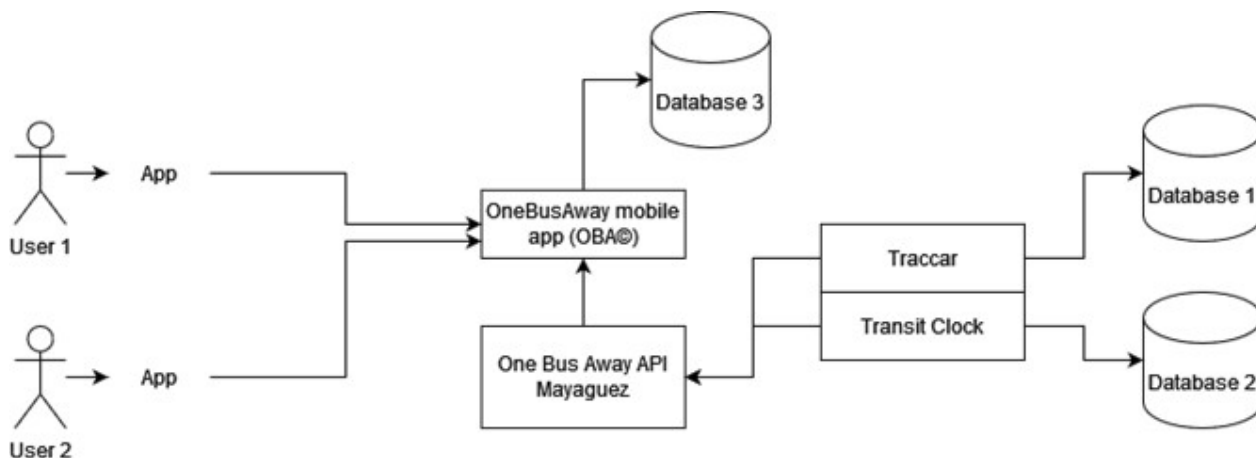 Database 3
App
User 1
OneBusAway mobile
app (OBA©)
Database 1
Traccar
Transit Clock
App
User 2
One Bus Away API
Mayaguez
Database 2